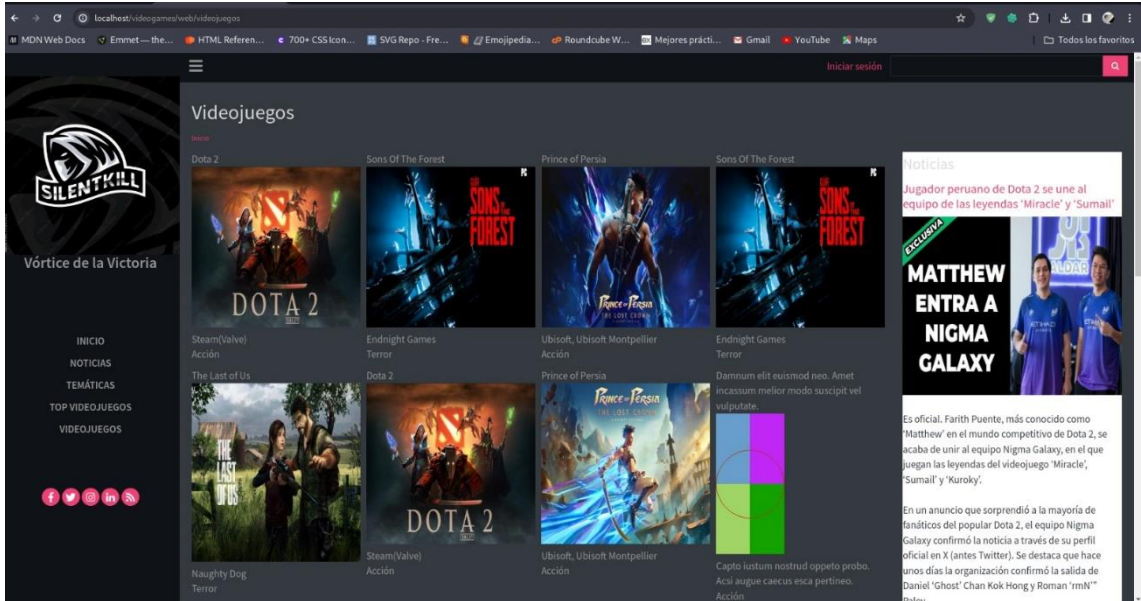 localhost/videogames/web/videojuegos
MDN Web Docs
Emmet — the...
HTML Referen...
700+ CSS Icon...
SVG Repo - Fre...
Emojipedia...
Roundcube W...
Mejores prácti...
Gmail
YouTube
Maps
Todos los favoritos
Iniciar sesión
SILENTKILL
Vórtice de la Victoria
INICIO
NOTICIAS
TEMÁTICAS
TOP VIDEOJUEGOS
VIDEOJUEGOS
Videojuegos
Inicio
Dota 2
DOTA 2
Steam(Valve)
Acción
Sons Of The Forest
SONS
OF THE
FOREST
Endnight Games
Terror
Prince of Persia
PRINCE of PERSIA
THE LOST CROWN
Ubisoft, Ubisoft Montpellier
Acción
Sons Of The Forest
SONS
OF THE
FOREST
Endnight Games
Terror
The Last of Us
THE
LAST
OF US
Naughty Dog
Terror
Dota 2
DOTA 2
Steam(Valve)
Acción
Prince of Persia
PRINCE of PERSIA
THE LOST CROWN
Ubisoft, Ubisoft Montpellier
Acción
Damnum elit euismod neo. Amet
incassum melior modo suscipit vel
vulputate.
Capto iustum nostrud oppeto probo.
Acsi augue caecus esca pertineo.
Acción
Noticias
Jugador peruano de Dota 2 se une al
equipo de las leyendas ‘Miracle’ y ‘Sumail’
EXCLUSIVA
MATTHEW
ENTRA A
NIGMA
GALAXY
Es oficial. Farith Puente, más conocido como
‘Matthew’ en el mundo competitivo de Dota 2, se
acaba de unir al equipo Nigma Galaxy, en el que
juegan las leyendas del videojuego ‘Miracle’,
‘Sumail’ y ‘Kuroky’.
En un anuncio que sorprendió a la mayoría de
fanáticos del popular Dota 2, el equipo Nigma
Galaxy confirmó la noticia a través de su perfil
oficial en X (antes Twitter). Se destaca que hace
unos días la organización confirmó la salida de
Daniel ‘Ghost’ Chan Kok Hong y Roman ‘rmN’”